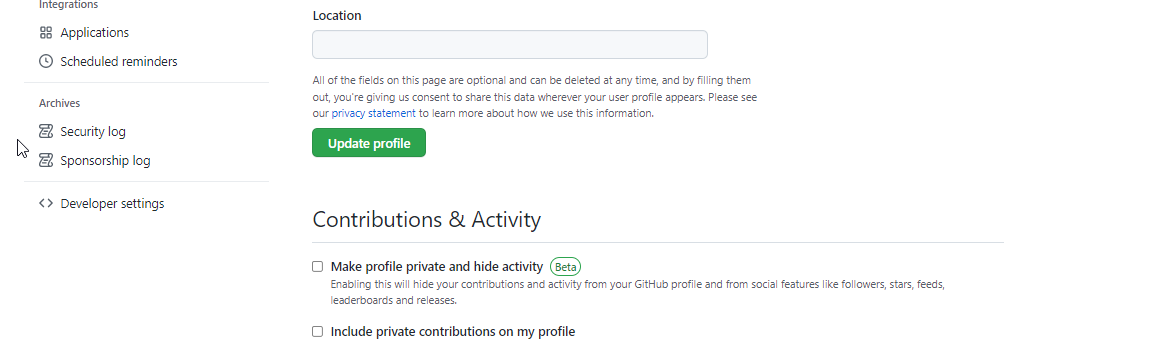 Integrations
Applications
Scheduled reminders
Archives
Security log
Sponsorship log
Developer settings
Location
All of the fields on this page are optional and can be deleted at any time, and by filling them
out, you're giving us consent to share this data wherever your user profile appears. Please see
our privacy statement to learn more about how we use this information.
Update profile
Contributions & Activity
Make profile private and hide activity Beta
Enabling this will hide your contributions and activity from your GitHub profile and from social features like followers, stars, feeds,
leaderboards and releases.
Include private contributions on my profile